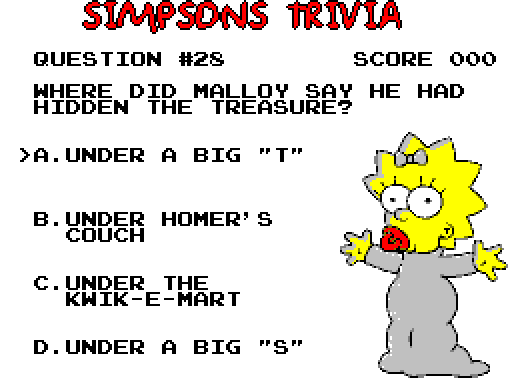 SIMPSONS TRIVIA
QUESTION #28 SCORE 000
WHERE DID MALLOY SAY HE HAD
HIDDEN THE TREASURE?
>A.UNDER A BIG "T"
B.UNDER HOMER'S
COUCH
C.UNDER THE
KWIK-E-MART
D.UNDER A BIG "S"